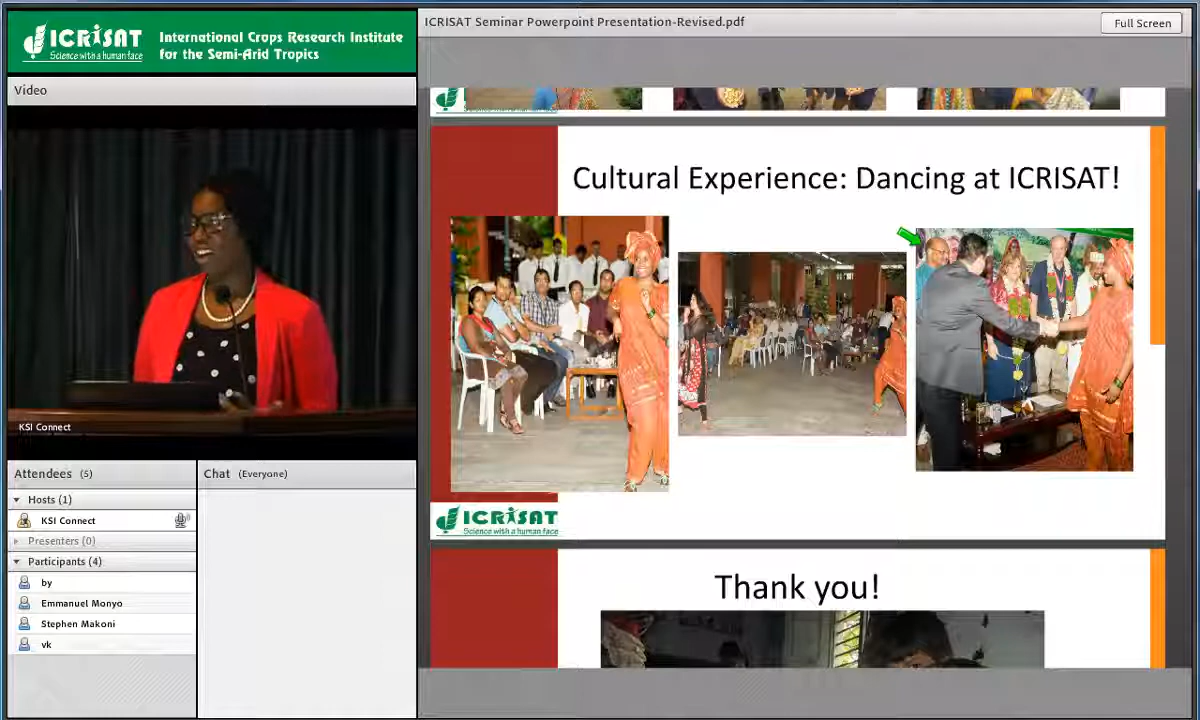 ICRISAT
Science with a human face
International Crops Research Institute
for the Semi-Arid Tropics
Video
KSI Connect
Attendees (5)
Hosts (1)
KSI Connect
Presenters (0)
Participants (4)
by
Emmanuel Monyo
Stephen Makoni
vk
Chat (Everyone)
ICRISAT Seminar Powerpoint Presentation-Revised.pdf
Full Screen
Cultural Experience: Dancing at ICRISAT!
ICRISAT
Science with a human face
Thank you!